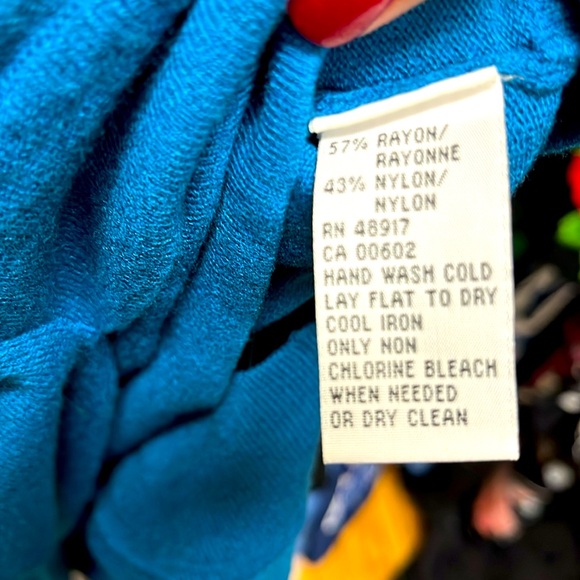 57% RAYON/
RAYONNE
43% NYLON/
NYLON
RN 48917
CA 00602
HAND WASH COLD
LAY FLAT TO DRY
COOL IRON
ONLY NON
CHLORINE BLEACH
WHEN NEEDED
OR DRY CLEAN